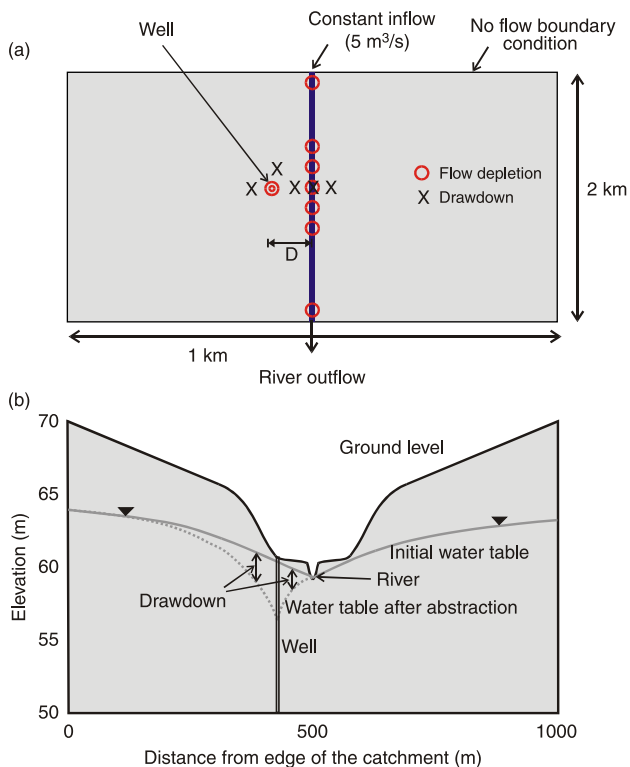 (a)
Well
Constant inflow
(5 m³/s)
No flow boundary
condition
X
X X X X
Flow depletion
X Drawdown
2 km
D
1 km
River outflow
(b)
70
65
60
55
50
Elevation (m)
Ground level
Initial water table
River
Drawdown
Water table after abstraction
Well
0
500
1000
Distance from edge of the catchment (m)